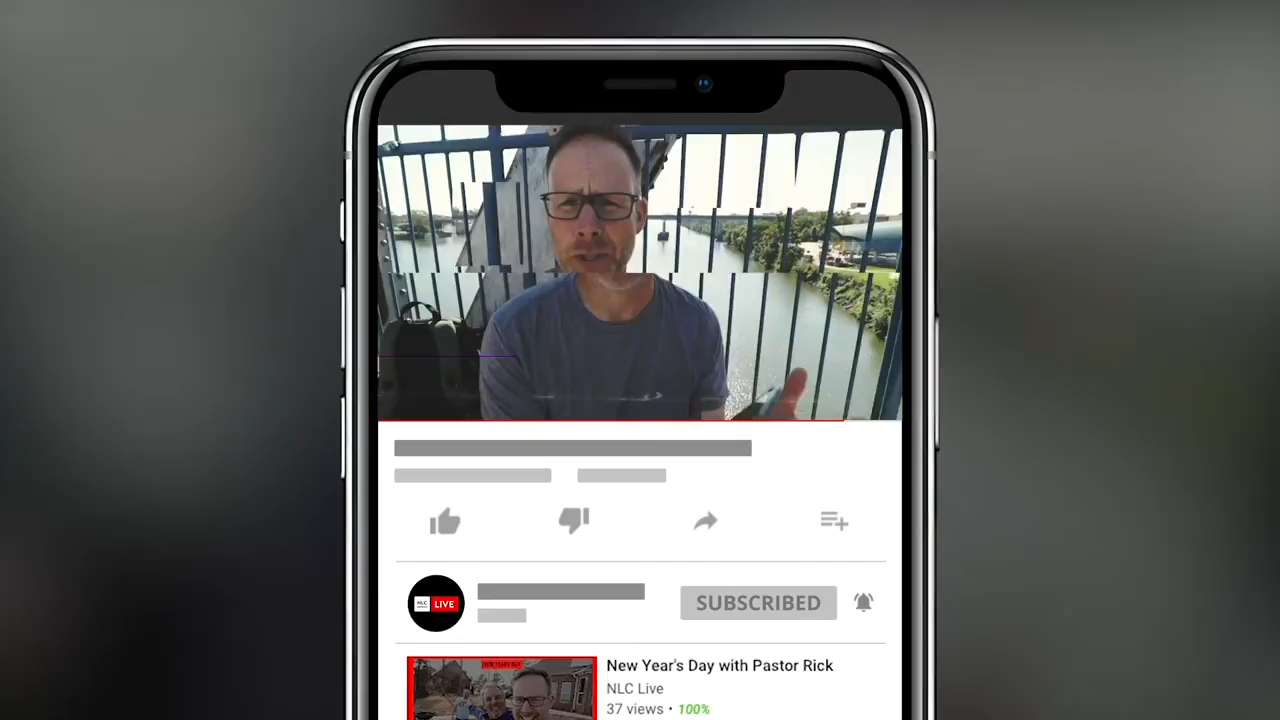 NLC
LIVE
SUBSCRIBED
New Year's Day with Pastor Rick
NLC Live
37 views • 100%